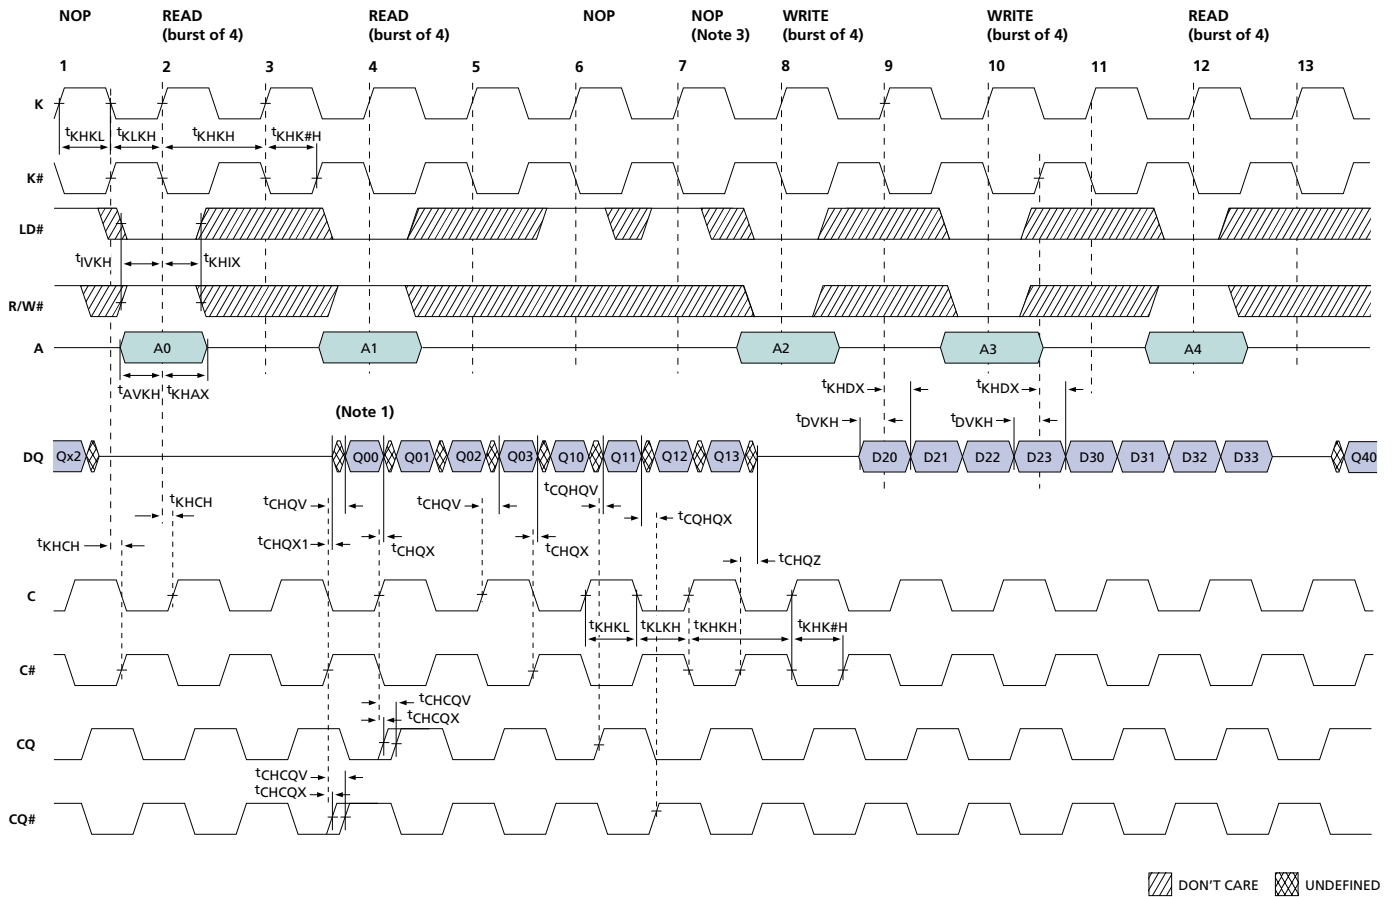 NOP READ READ NOP NOP WRITE WRITE READ
(burst of 4) (burst of 4) (Note 3) (burst of 4) (burst of 4) (burst of 4)
1 2 3 4 5 6 7 8 9 10 11 12 13
K
tKHKL tKLKH tKHKH tKHK#H
K#
LD#
tIVKH tKHIX
R/W#
A A0 A1 A2 A3 A4
tAVKH tKHAX tKHDX tKHDX
(Note 1) tDVKH tDVKH
DQ Qx2 Q00 Q01 Q02 Q03 Q10 Q11 Q12 Q13 D20 D21 D22 D23 D30 D31 D32 D33 Q40
tKHCH tCHQV tCHQV tCQHQV tCQHQX
tKHCH tCHQX1 tCHQX tCHQX tCHQZ
C
tKHKL tKLKH tKHKH tKHK#H
C#
tCHCQV
tCHCQX
CQ
tCHCQV
tCHCQX
CQ#
DON'T CARE UNDEFINED